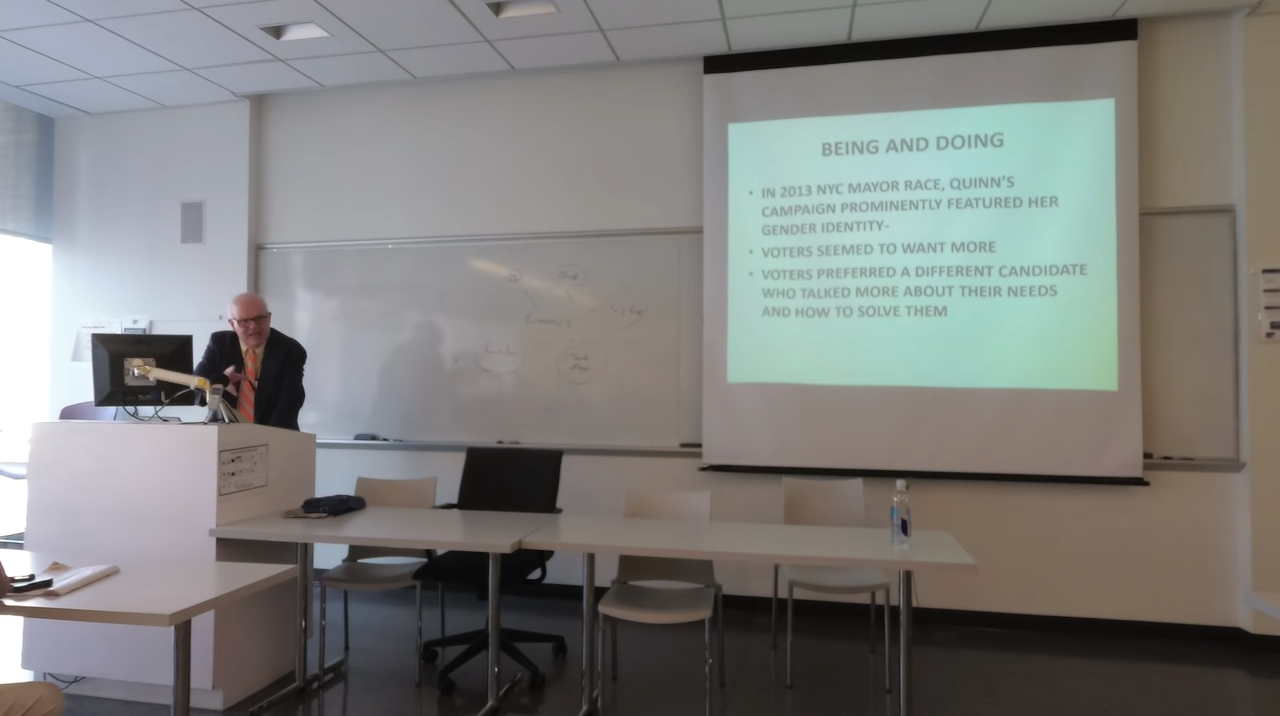 BEING AND DOING
• IN 2013 NYC MAYOR RACE, QUINN'S
CAMPAIGN PROMINENTLY FEATURED HER
GENDER IDENTITY-
• VOTERS SEEMED TO WANT MORE
• VOTERS PREFERRED A DIFFERENT CANDIDATE
WHO TALKED MORE ABOUT THEIR NEEDS
AND HOW TO SOLVE THEM